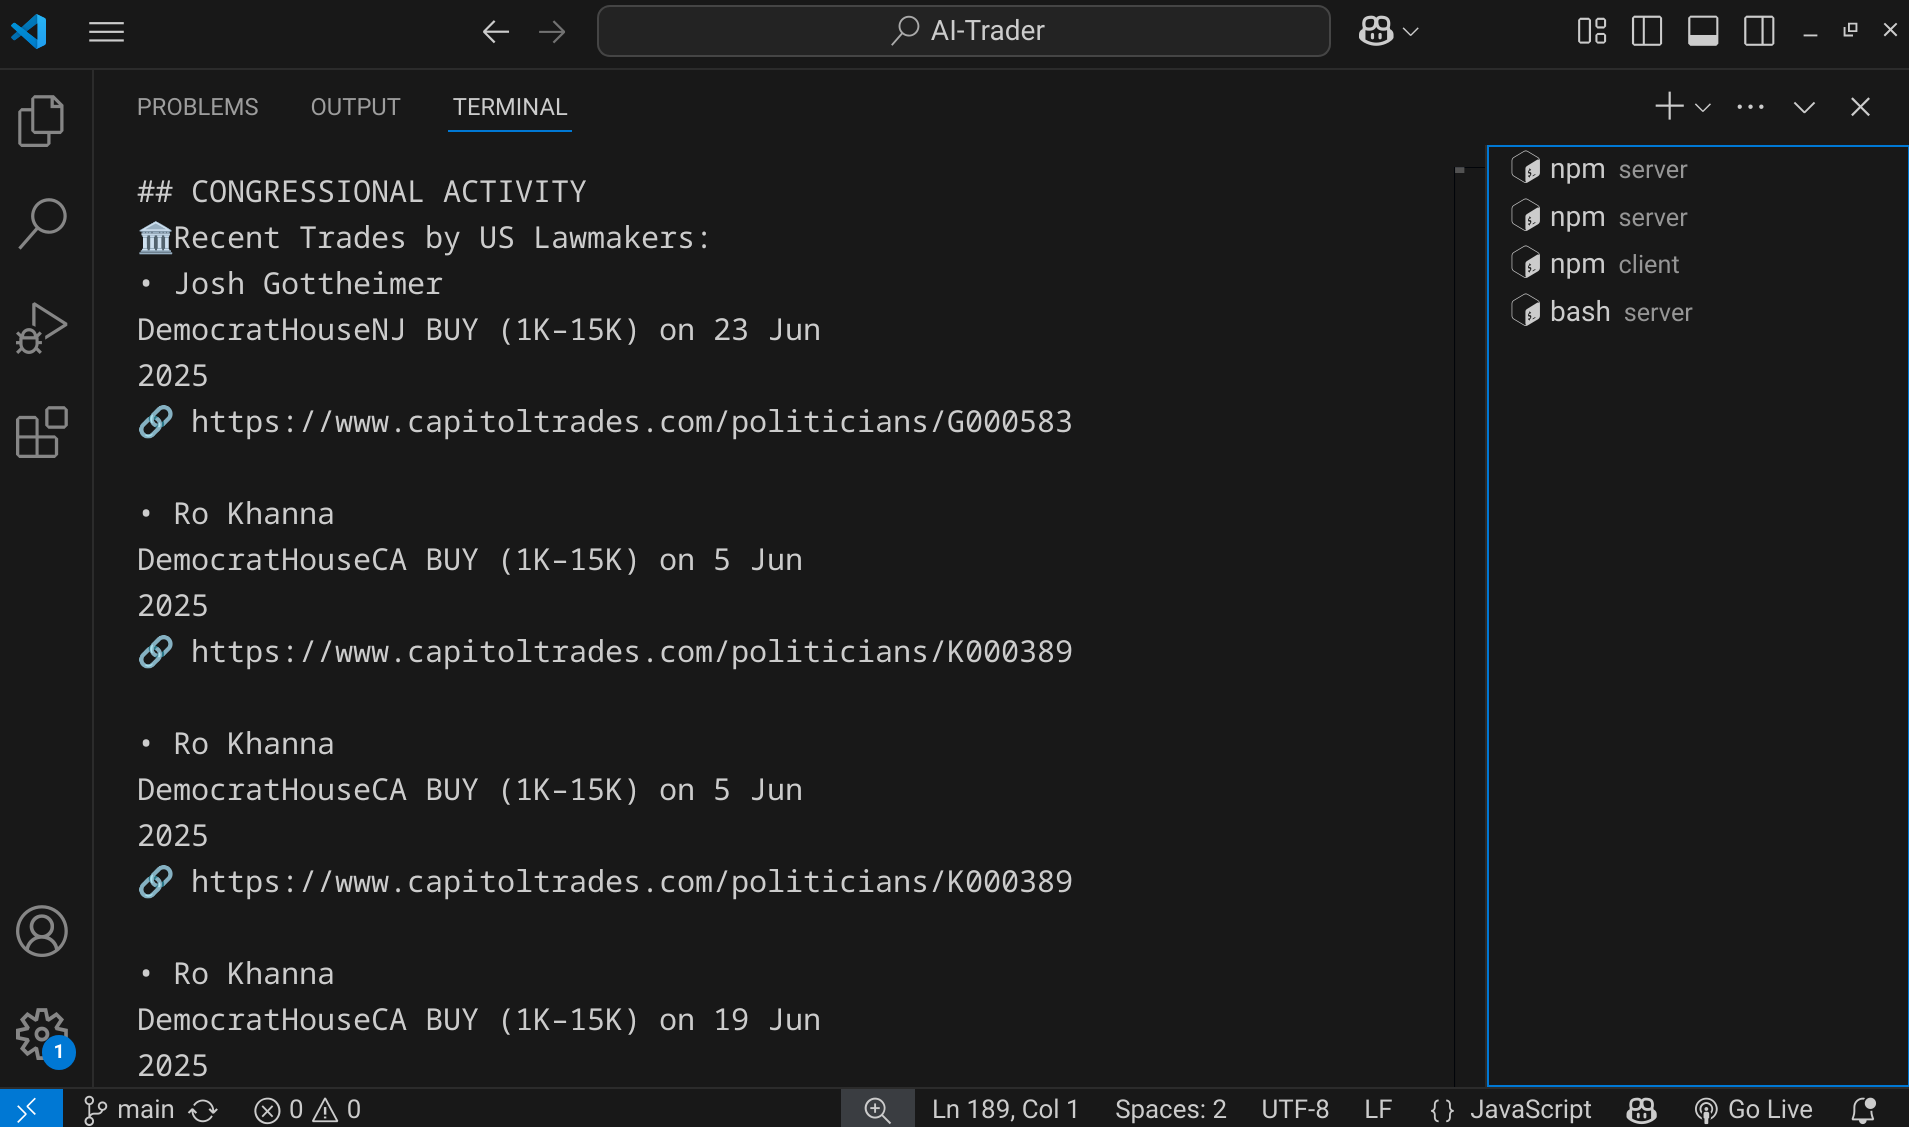 AI-Trader
PROBLEMS OUTPUT TERMINAL
## CONGRESSIONAL ACTIVITY
🏛️Recent Trades by US Lawmakers:
• Josh Gottheimer
DemocratHouseNJ BUY (1K–15K) on 23 Jun
2025
🔗 https://www.capitoltrades.com/politicians/G000583
• Ro Khanna
DemocratHouseCA BUY (1K–15K) on 5 Jun
2025
🔗 https://www.capitoltrades.com/politicians/K000389
• Ro Khanna
DemocratHouseCA BUY (1K–15K) on 5 Jun
2025
🔗 https://www.capitoltrades.com/politicians/K000389
• Ro Khanna
DemocratHouseCA BUY (1K–15K) on 19 Jun
2025
npm server
npm server
npm client
bash server
1
main 0 0 Ln 189, Col 1 Spaces: 2 UTF-8 LF {} JavaScript Go Live